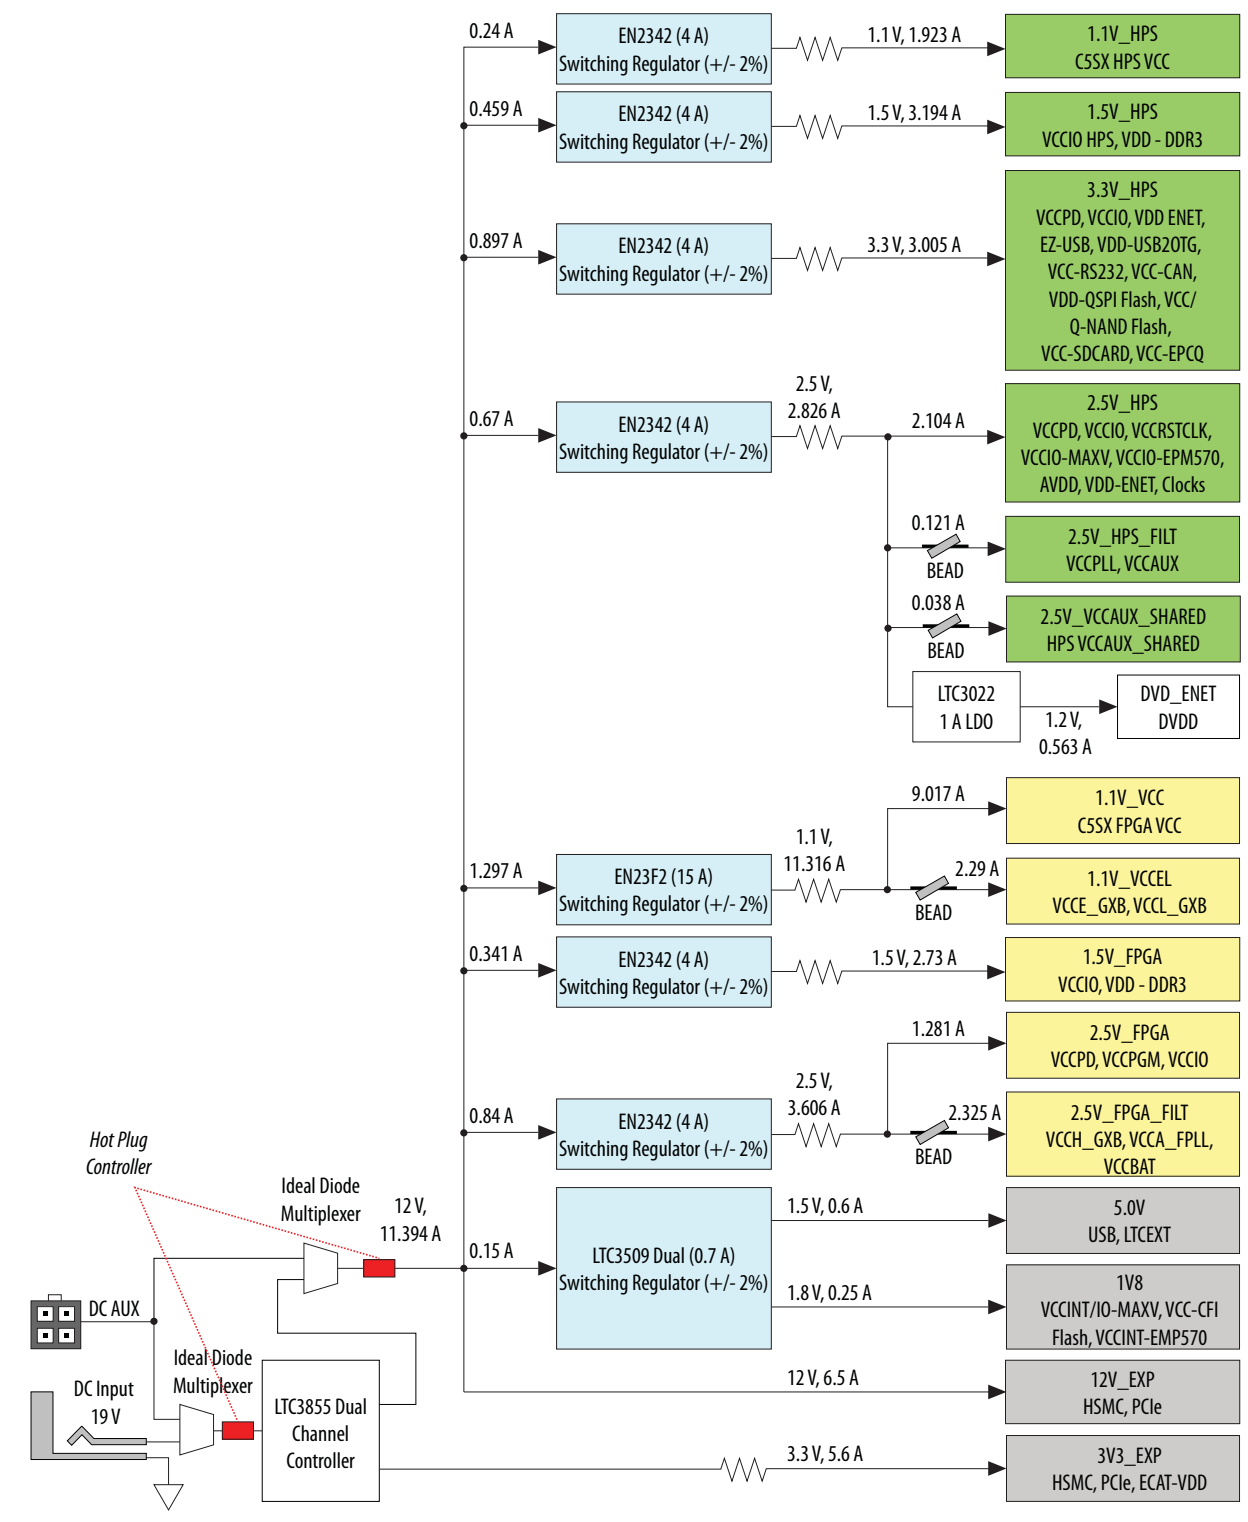 0.24 A
EN2342 (4 A)
Switching Regulator (+/- 2%)
1.1 V, 1.923 A
1.1V_HPS
C5SX HPS VCC
0.459 A
EN2342 (4 A)
Switching Regulator (+/- 2%)
1.5 V, 3.194 A
1.5V_HPS
VCCIO HPS, VDD - DDR3
0.897 A
EN2342 (4 A)
Switching Regulator (+/- 2%)
3.3 V, 3.005 A
3.3V_HPS
VCCPD, VCCIO, VDD ENET,
EZ-USB, VDD-USB2OTG,
VCC-RS232, VCC-CAN,
VDD-QSPI Flash, VCC/
Q-NAND Flash,
VCC-SDCARD, VCC-EPCQ
0.67 A
EN2342 (4 A)
Switching Regulator (+/- 2%)
2.5 V,
2.826 A
2.104 A
2.5V_HPS
VCCPD, VCCIO, VCCRSTCLK,
VCCIO-MAXV, VCCIO-EPM570,
AVDD, VDD-ENET, Clocks
0.121 A
BEAD
2.5V_HPS_FILT
VCCPLL, VCCAUX
0.038 A
BEAD
2.5V_VCCAUX_SHARED
HPS VCCAUX_SHARED
LTC3022
1 A LDO
1.2 V,
0.563 A
DVD_ENET
DVDD
9.017 A
1.1V_VCC
C5SX FPGA VCC
1.297 A
EN23F2 (15 A)
Switching Regulator (+/- 2%)
1.1 V,
11.316 A
2.29 A
BEAD
1.1V_VCCEL
VCCE_GXB, VCCL_GXB
0.341 A
EN2342 (4 A)
Switching Regulator (+/- 2%)
1.5 V, 2.73 A
1.5V_FPGA
VCCIO, VDD - DDR3
1.281 A
2.5V_FPGA
VCCPD, VCCPGM, VCCIO
0.84 A
EN2342 (4 A)
Switching Regulator (+/- 2%)
2.5 V,
3.606 A
2.325 A
BEAD
2.5V_FPGA_FILT
VCCH_GXB, VCCA_FPLL,
VCCBAT
Hot Plug
Controller
Ideal Diode
Multiplexer
12 V,
11.394 A
0.15 A
LTC3509 Dual (0.7 A)
Switching Regulator (+/- 2%)
1.5 V, 0.6 A
5.0V
USB, LTCEXT
1.8 V, 0.25 A
1V8
VCCINT/IO-MAXV, VCC-CFI
Flash, VCCINT-EMP570
DC AUX
Ideal Diode
Multiplexer
DC Input
19 V
LTC3855 Dual
Channel
Controller
12 V, 6.5 A
12V_EXP
HSMC, PCIe
3.3 V, 5.6 A
3V3_EXP
HSMC, PCIe, ECAT-VDD